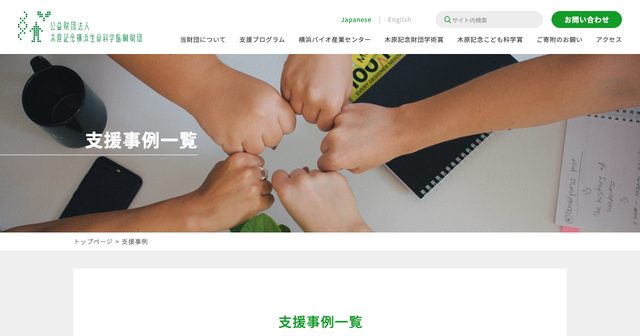 公益財団法人
木原記念横浜生命科学振興財団
Japanese
English
サイト内検索
お問い合わせ
当財団について
支援プログラム
横浜バイオ産業センター
木原記念財団学術賞
木原記念こども科学賞
ご寄附のお願い
アクセス
100
支援事例一覧
The history of
トップページ > 支援事例
支援事例一覧